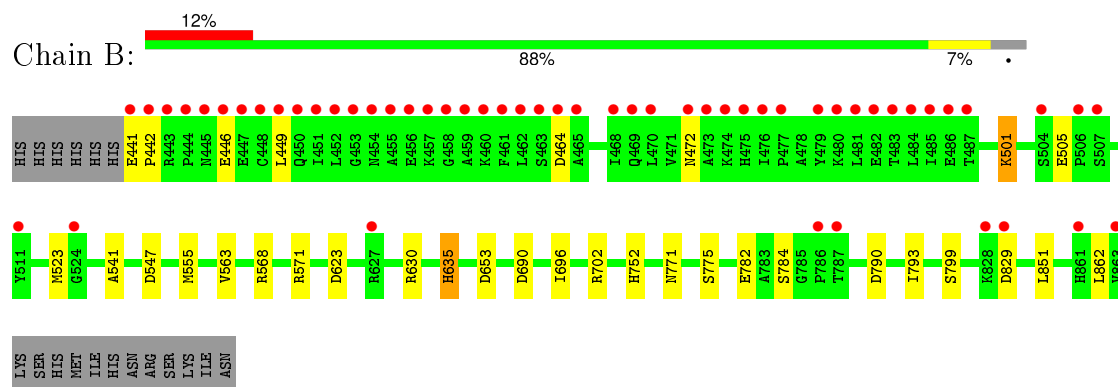 12%
Chain B:
88% 7% •
HIS HIS HIS HIS HIS HIS E441 P442 R443 P444 N445 E446 E447 C448 L449 Q450 I451 L452 G453 N454 A455 E456 K457 G458 A459 K460 F461 L462 S463 D464 A465 I468 Q469 L470 V471 N472 A473 K474 H475 I476 P477 A478 Y479 K480 L481 E482 T483 L484 I485 E486 T487 K501 S504 E505 P506 S507
Y511 M523 G524 A541 D547 M555 V563 R568 R571 D623 R627 R630 H635 D653 D690 I696 R702 H752 N771 S775 E782 A783 S784 G785 P786 T787 D790 I793 S799 K828 D829 L851 H861 L862
LYS SER HIS MET ILE HIS ASN ARG SER LYS ILE ASN